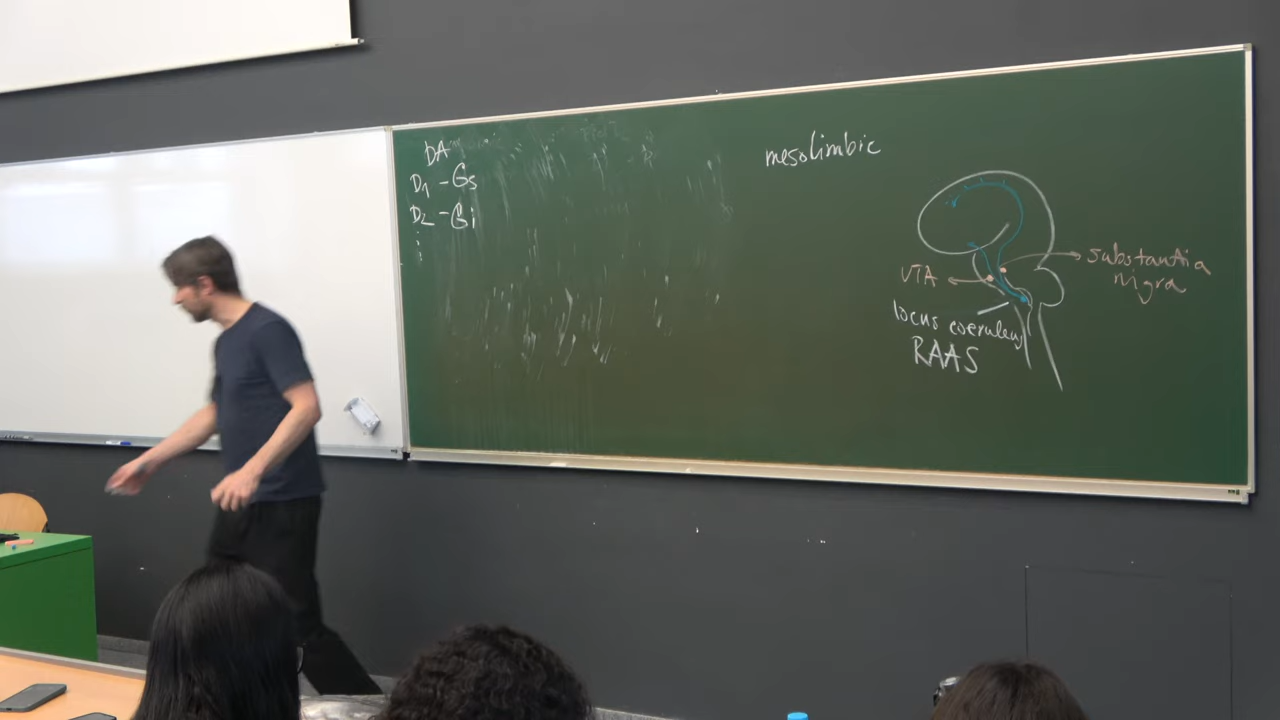 DA
D1 - Gs
D2 - Gi
mesolimbic
substantia
nigra
VTA
locus coeruleus
RAAS